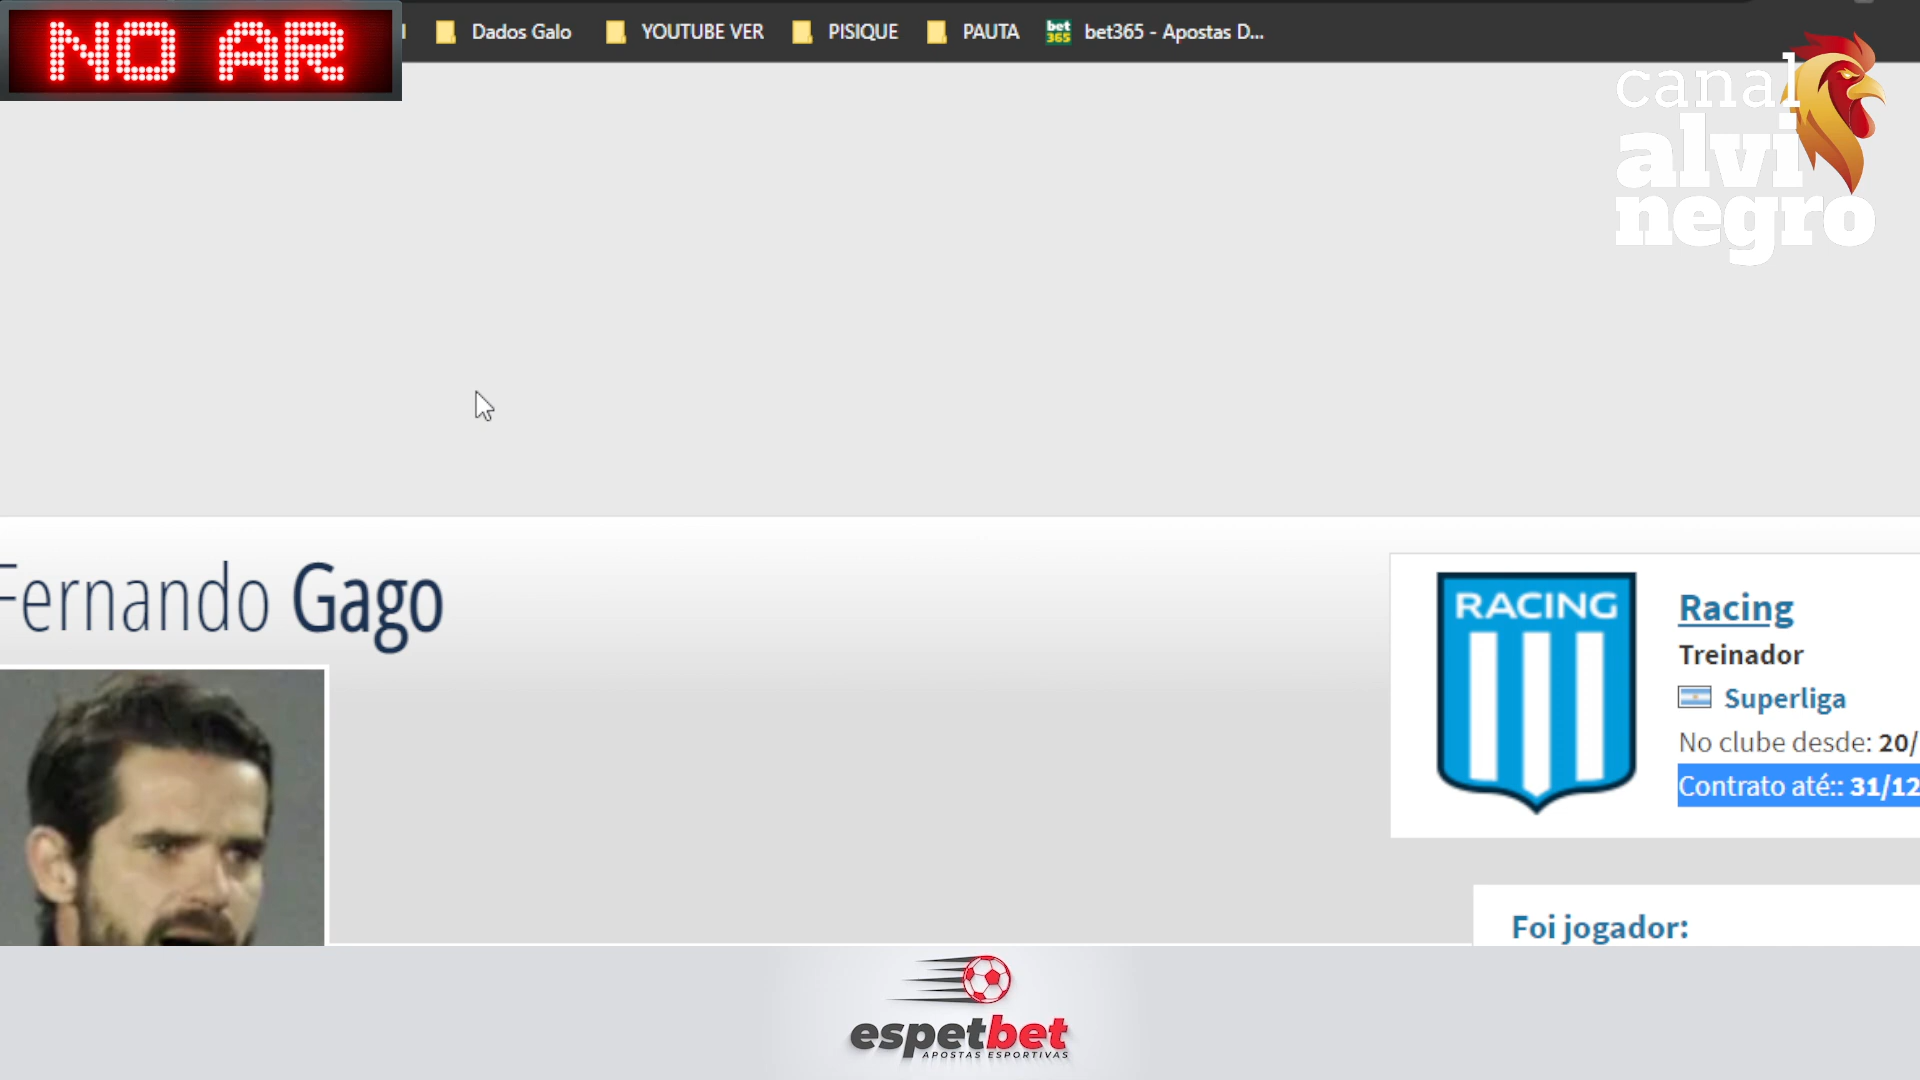 NO AR
Dados Galo
YOUTUBE VER
PISIQUE
PAUTA
bet365
bet365 - Apostas D...
canal
alvi
negro
Fernando Gago
RACING
Racing
Treinador
Superliga
No clube desde: 20/
Contrato até:: 31/12
Foi jogador:
espetbet
APOSTAS ESPORTIVAS